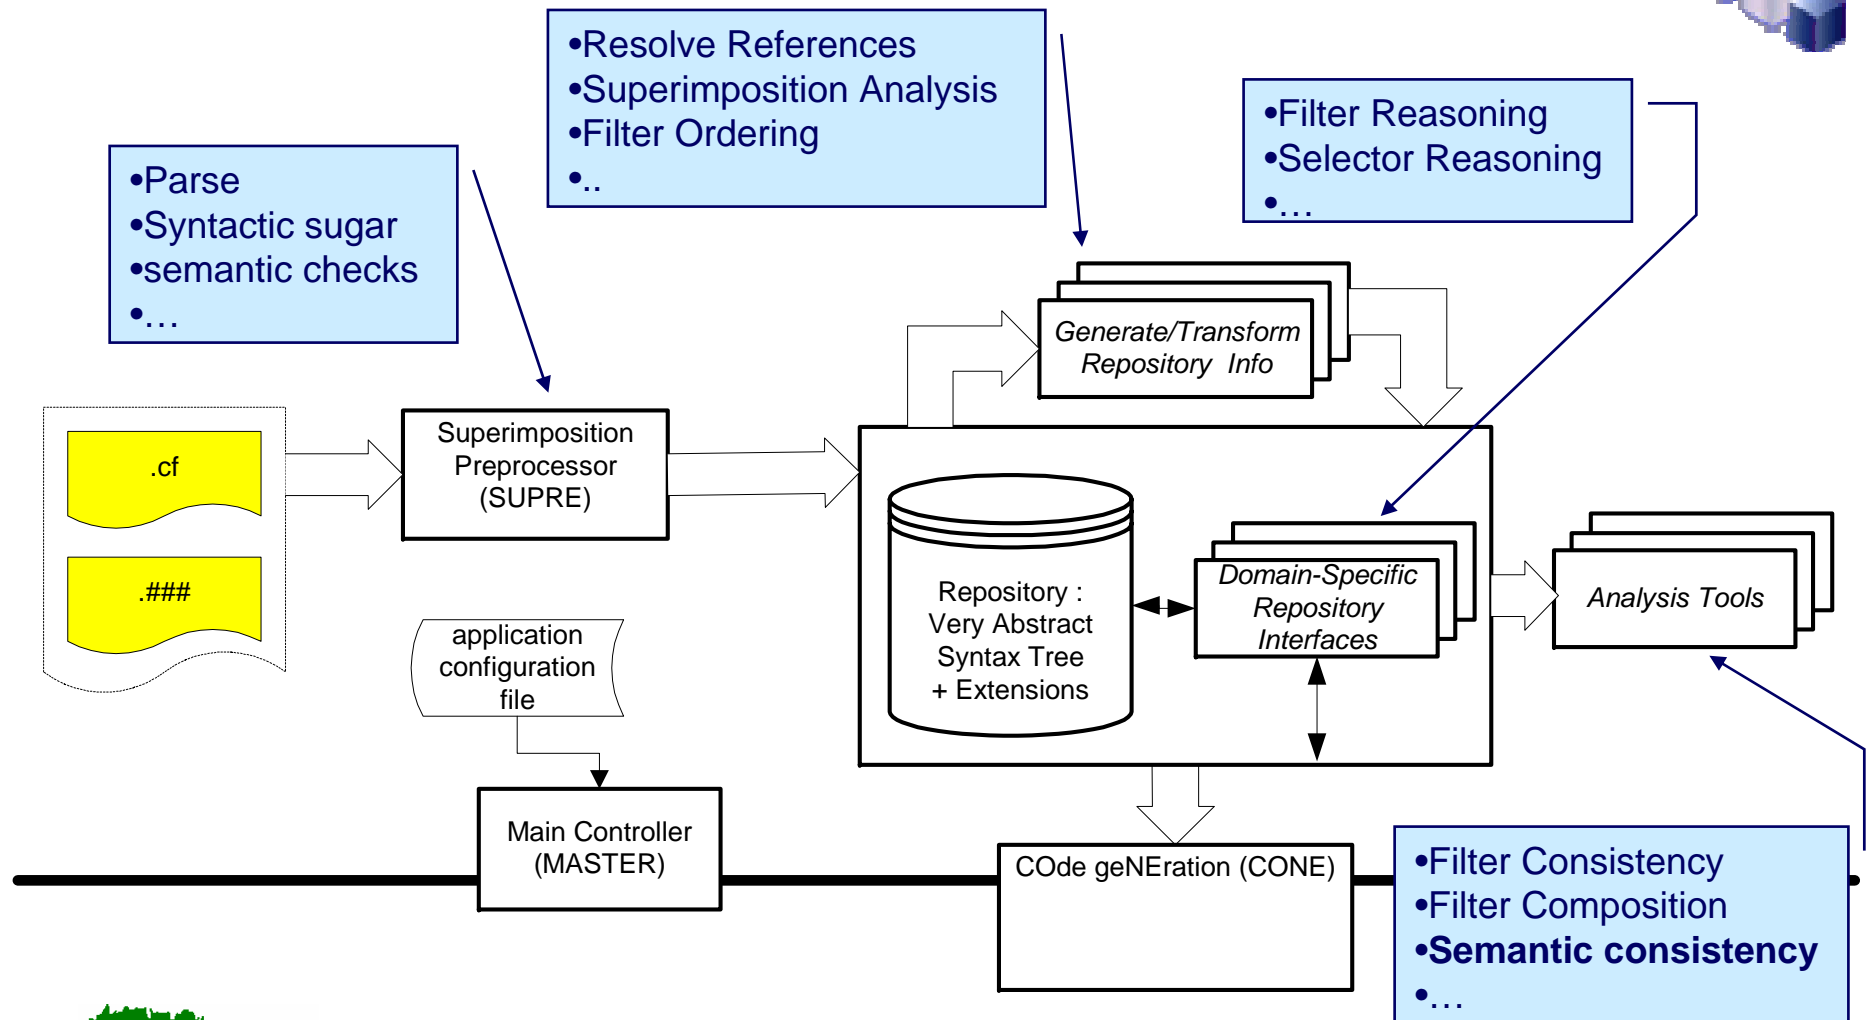 •Resolve References
•Superimposition Analysis
•Filter Ordering
•..
•Filter Reasoning
•Selector Reasoning
•…
•Parse
•Syntactic sugar
•semantic checks
•…
Generate/Transform
Repository Info
.cf
.###
Superimposition
Preprocessor
(SUPRE)
Repository :
Very Abstract
Syntax Tree
+ Extensions
Domain-Specific
Repository
Interfaces
Analysis Tools
application
configuration
file
Main Controller
(MASTER)
COde geNEration (CONE)
•Filter Consistency
•Filter Composition
•Semantic consistency
•…